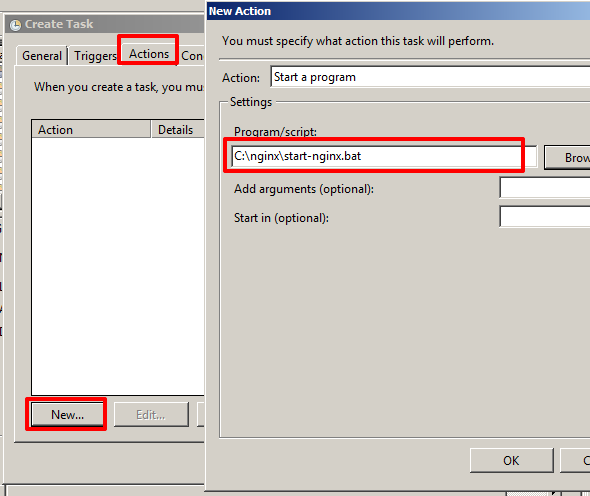 Create Task
General
Triggers
Actions
Con
When you create a task, you mus
Action
Details
New...
Edit...
New Action
You must specify what action this task will perform.
Action:
Start a program
Settings
Program/script:
C:\nginx\start-nginx.bat
Brow
Add arguments (optional):
Start in (optional):
OK
C